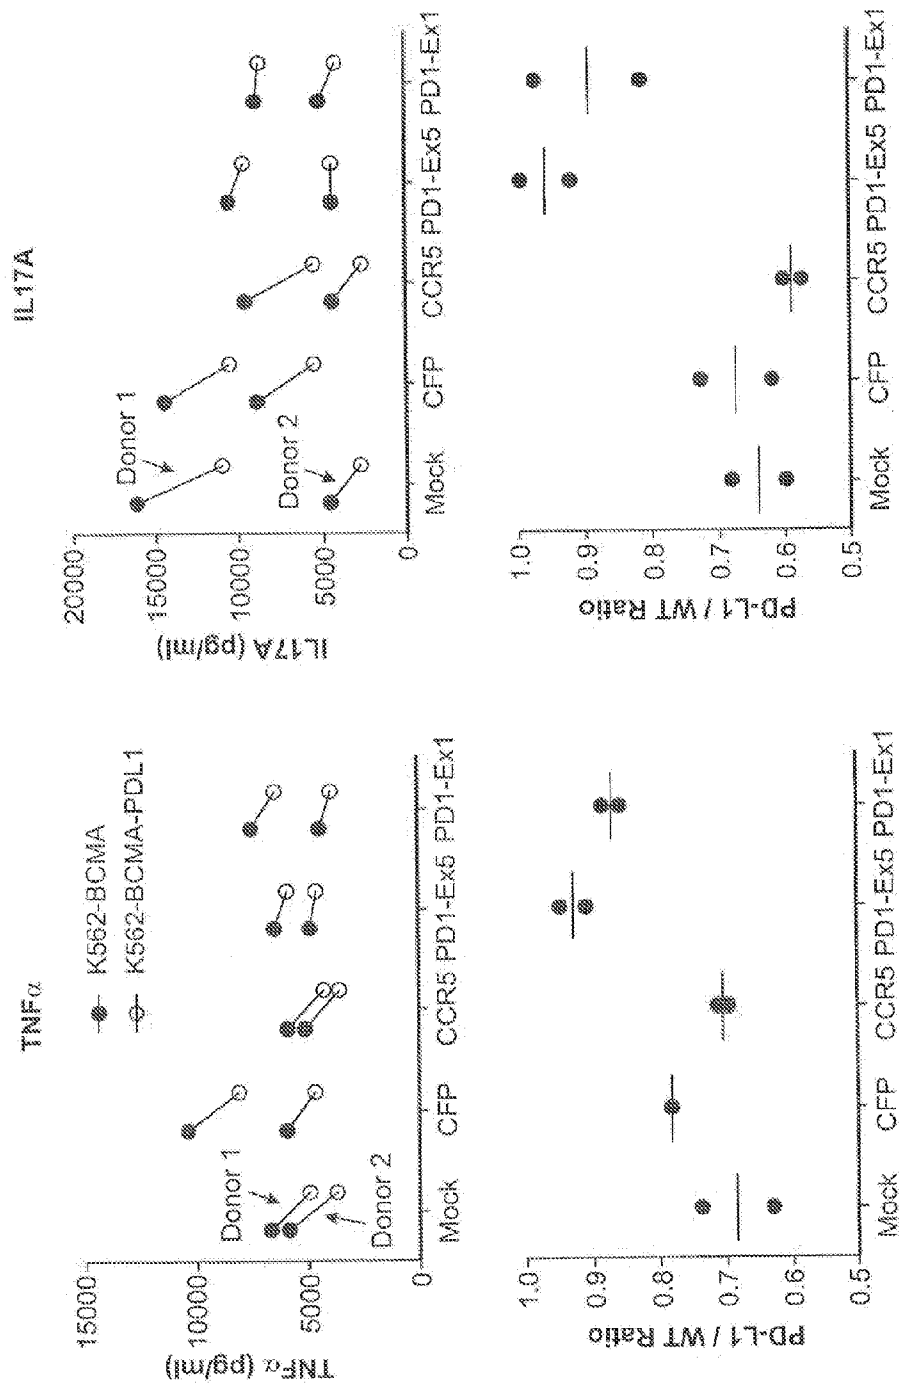 TNFα
K562-BCMA
K562-BCMA-PDL1
TNFα (pg/ml)
15000
10000
5000
0
Donor 1
Donor 2
Mock CFP CCR5 PD1-Ex5 PD1-Ex1
PD-L1 / WT Ratio
1.0
0.9
0.8
0.7
0.6
0.5
Mock CFP CCR5 PD1-Ex5 PD1-Ex1
IL17A
IL17A (pg/ml)
20000
15000
10000
5000
0
Donor 1
Donor 2
Mock CFP CCR5 PD1-Ex5 PD1-Ex1
PD-L1 / WT Ratio
1.0
0.9
0.8
0.7
0.6
0.5
Mock CFP CCR5 PD1-Ex5 PD1-Ex1